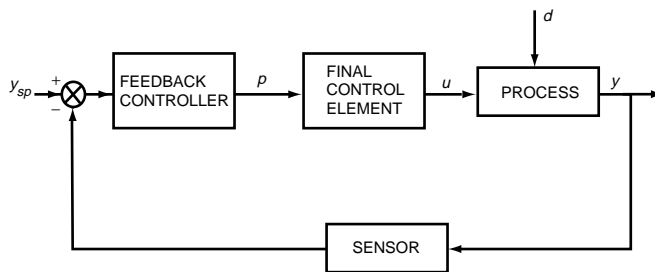 d
y_sp
+
−
FEEDBACK
CONTROLLER
p
FINAL
CONTROL
ELEMENT
u
PROCESS
y
SENSOR